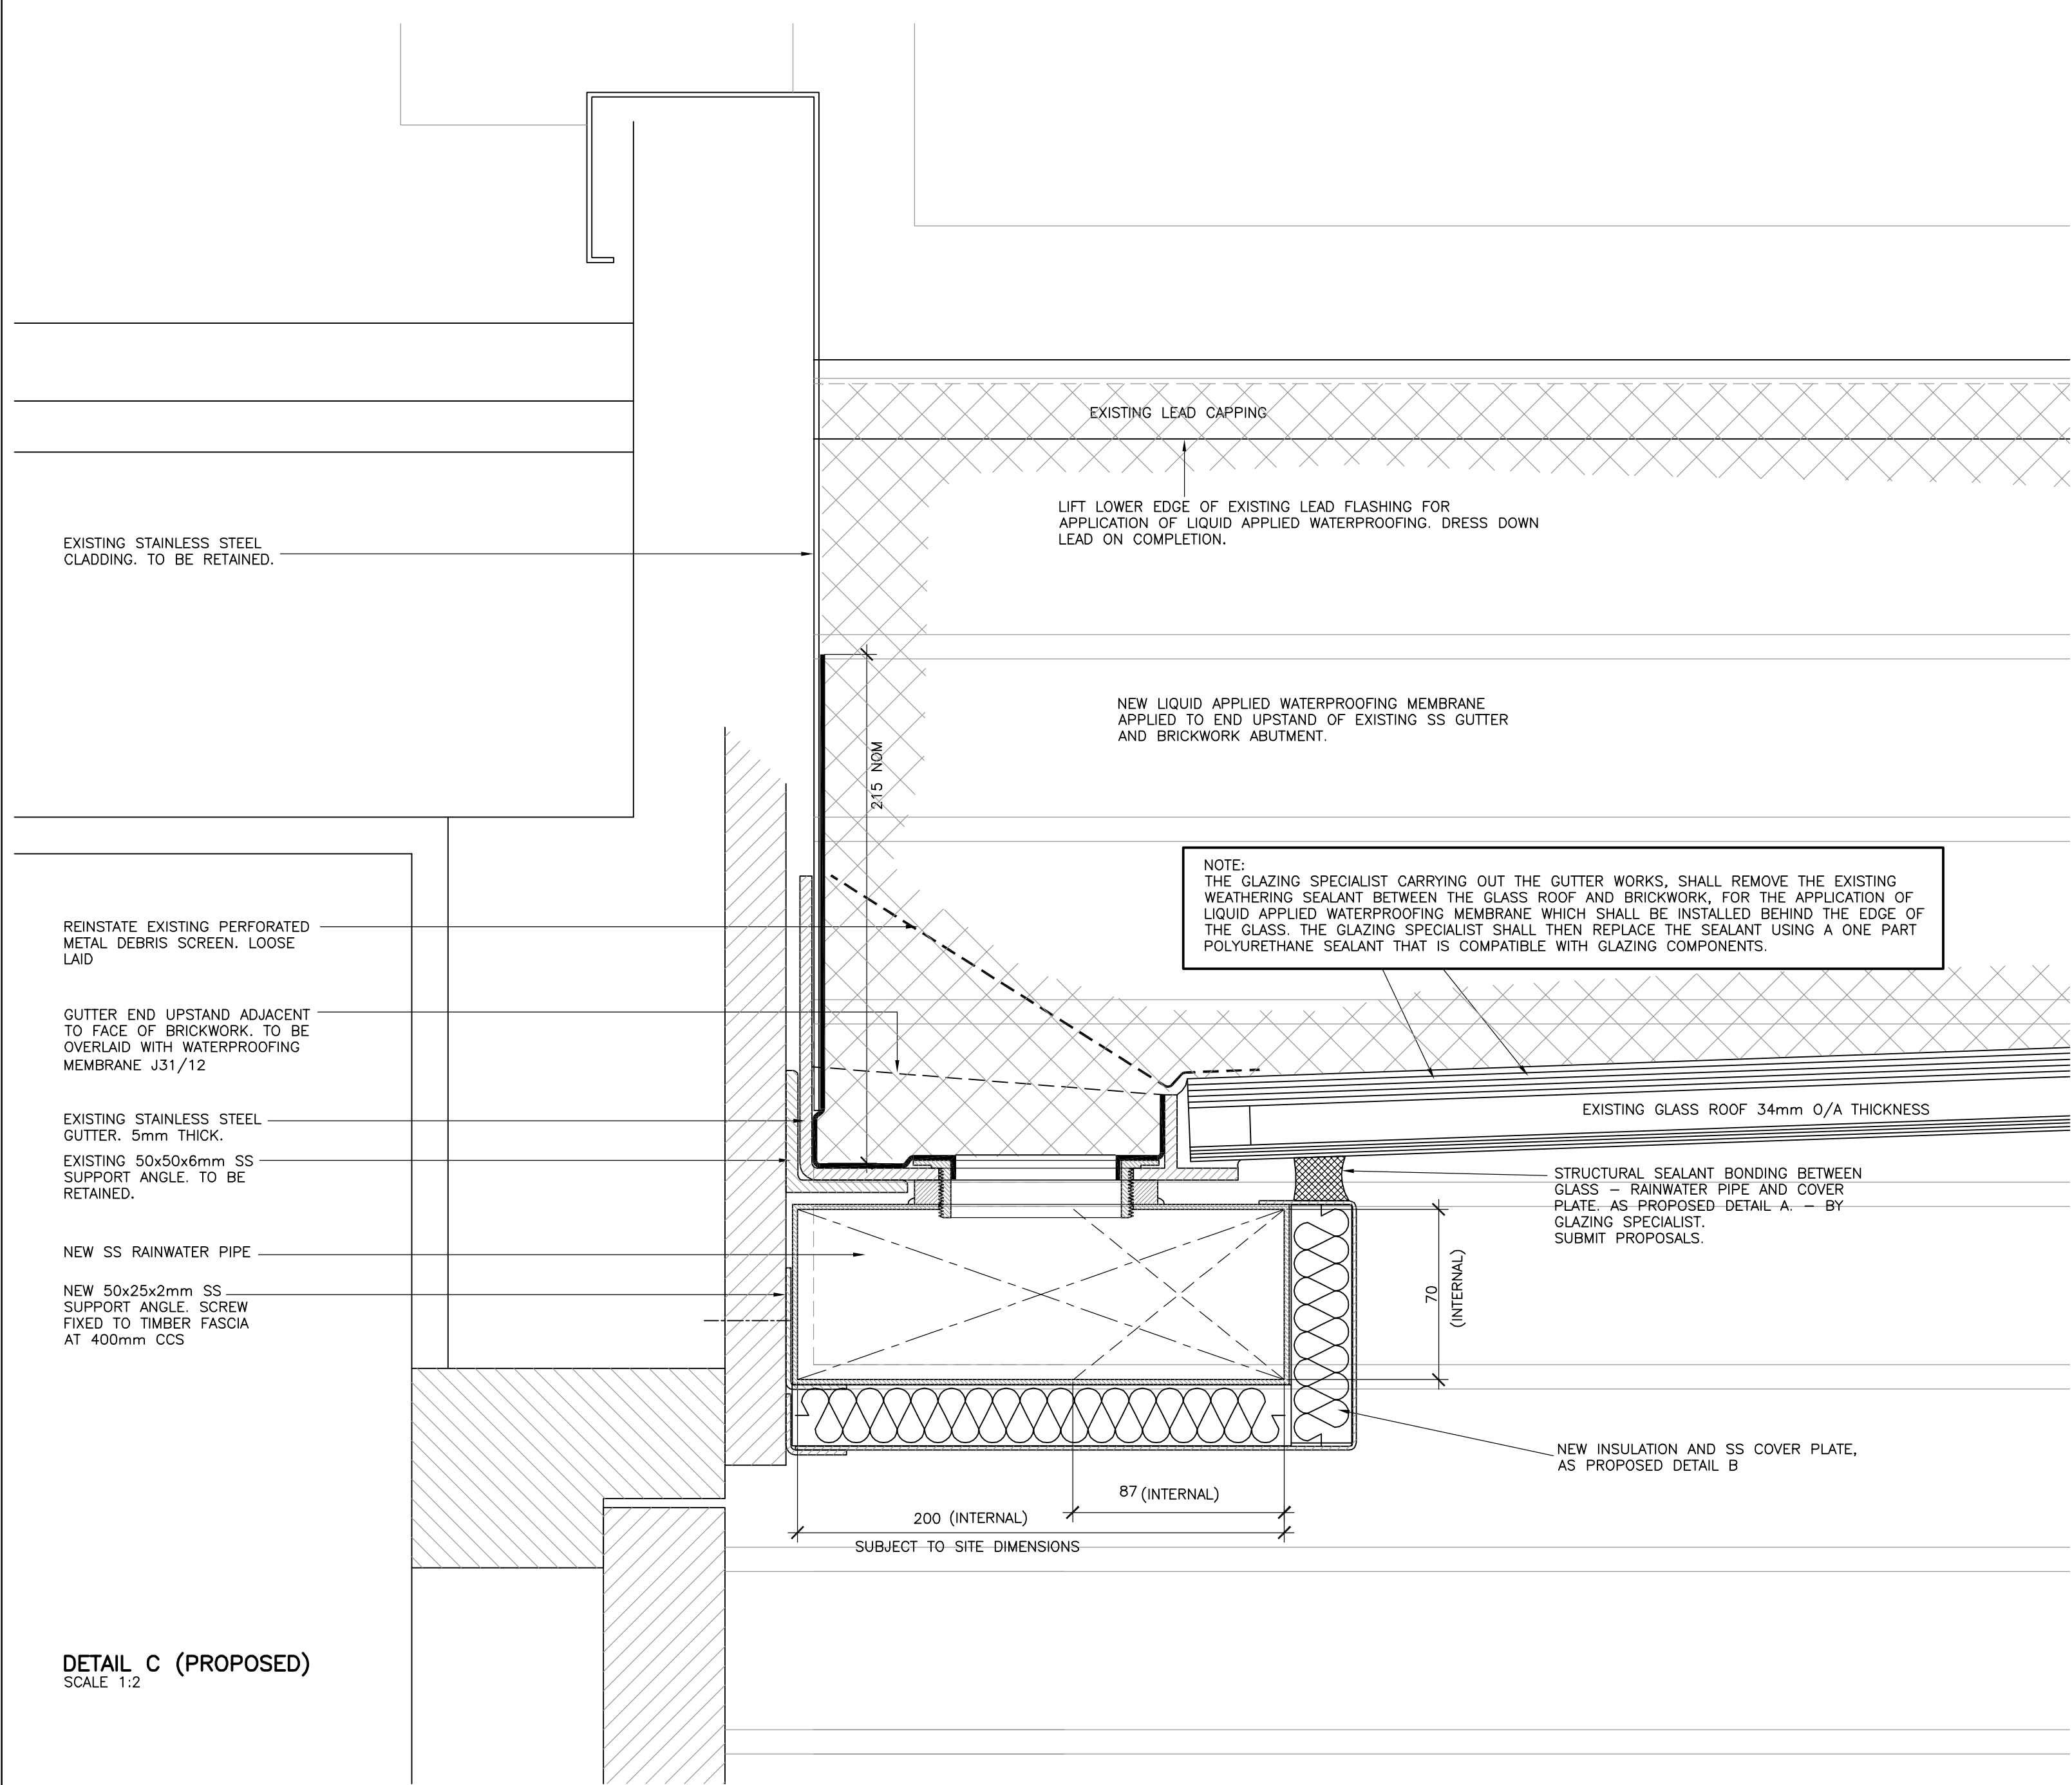 EXISTING LEAD CAPPING
LIFT LOWER EDGE OF EXISTING LEAD FLASHING FOR
APPLICATION OF LIQUID APPLIED WATERPROOFING. DRESS DOWN
LEAD ON COMPLETION.
EXISTING STAINLESS STEEL
CLADDING. TO BE RETAINED.
NEW LIQUID APPLIED WATERPROOFING MEMBRANE
APPLIED TO END UPSTAND OF EXISTING SS GUTTER
AND BRICKWORK ABUTMENT.
215 NOM
NOTE:
THE GLAZING SPECIALIST CARRYING OUT THE GUTTER WORKS, SHALL REMOVE THE EXISTING
WEATHERING SEALANT BETWEEN THE GLASS ROOF AND BRICKWORK, FOR THE APPLICATION OF
LIQUID APPLIED WATERPROOFING MEMBRANE WHICH SHALL BE INSTALLED BEHIND THE EDGE OF
THE GLASS. THE GLAZING SPECIALIST SHALL THEN REPLACE THE SEALANT USING A ONE PART
POLYURETHANE SEALANT THAT IS COMPATIBLE WITH GLAZING COMPONENTS.
REINSTATE EXISTING PERFORATED
METAL DEBRIS SCREEN. LOOSE
LAID
GUTTER END UPSTAND ADJACENT
TO FACE OF BRICKWORK. TO BE
OVERLAID WITH WATERPROOFING
MEMBRANE J31/12
EXISTING STAINLESS STEEL
GUTTER. 5mm THICK.
EXISTING 50x50x6mm SS
SUPPORT ANGLE. TO BE
RETAINED.
NEW SS RAINWATER PIPE
NEW 50x25x2mm SS
SUPPORT ANGLE. SCREW
FIXED TO TIMBER FASCIA
AT 400mm CCS
EXISTING GLASS ROOF 34mm O/A THICKNESS
STRUCTURAL SEALANT BONDING BETWEEN
GLASS – RAINWATER PIPE AND COVER
PLATE. AS PROPOSED DETAIL A. – BY
GLAZING SPECIALIST.
SUBMIT PROPOSALS.
70
(INTERNAL)
NEW INSULATION AND SS COVER PLATE,
AS PROPOSED DETAIL B
87 (INTERNAL)
200 (INTERNAL)
SUBJECT TO SITE DIMENSIONS
DETAIL C (PROPOSED)
SCALE 1:2